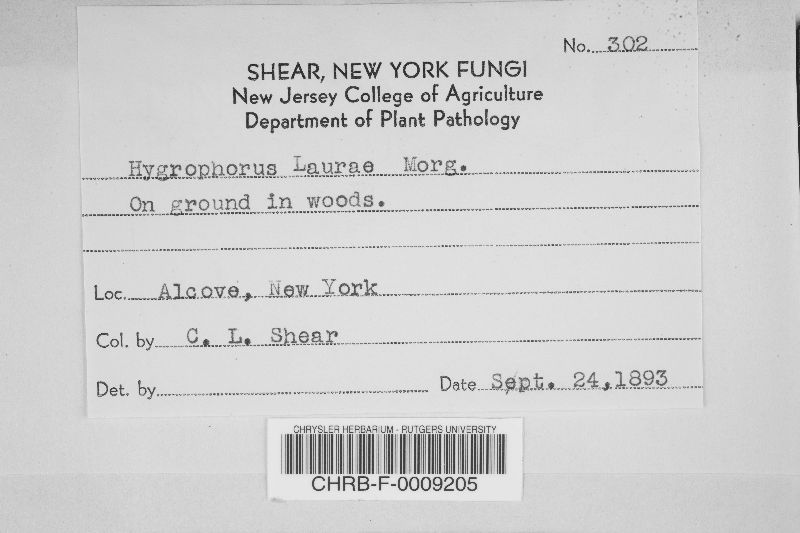 No. 302
SHEAR, NEW YORK FUNGI
New Jersey College of Agriculture
Department of Plant Pathology
Hygrophorus Laurae Morg.
On ground in woods.
Loc. Alcove, New York
Col. by C. L. Shear
Det. by
Date Sept. 24, 1893
CHRYSLER HERBARIUM - RUTGERS UNIVERSITY
CHRB-F-0009205